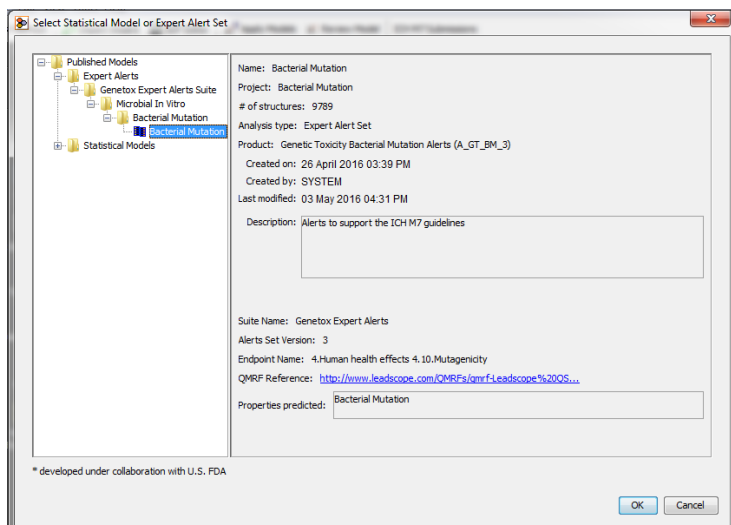 Select Statistical Model or Expert Alert Set
Published Models
Expert Alerts
Genetox Expert Alerts Suite
Microbial In Vitro
Bacterial Mutation
Bacterial Mutation
Statistical Models
Name: Bacterial Mutation
Project: Bacterial Mutation
# of structures: 9789
Analysis type: Expert Alert Set
Product: Genetic Toxicity Bacterial Mutation Alerts (A_GT_BM_3)
Created on: 26 April 2016 03:39 PM
Created by: SYSTEM
Last modified: 03 May 2016 04:31 PM
Description: Alerts to support the ICH M7 guidelines
Suite Name: Genetox Expert Alerts
Alerts Set Version: 3
Endpoint Name: 4.Human health effects 4.10.Mutagenicity
QMRF Reference: http://www.leadscope.com/QMRFs/qmrf-Leadscope%20QS...
Properties predicted: Bacterial Mutation
* developed under collaboration with U.S. FDA
OK Cancel